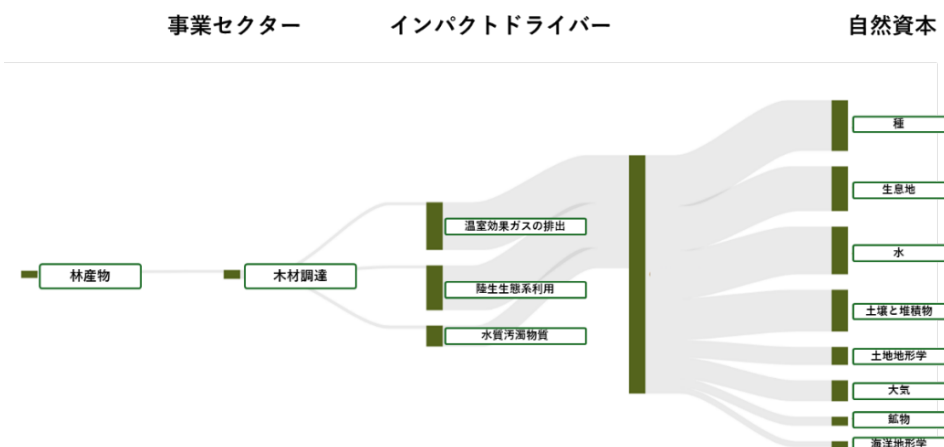 事業セクター
インパクトドライバー
自然資本
林産物
木材調達
温室効果ガスの排出
陸生生態系利用
水質汚濁物質
種
生息地
水
土壌と堆積物
土地地形学
大気
鉱物
海洋地形学